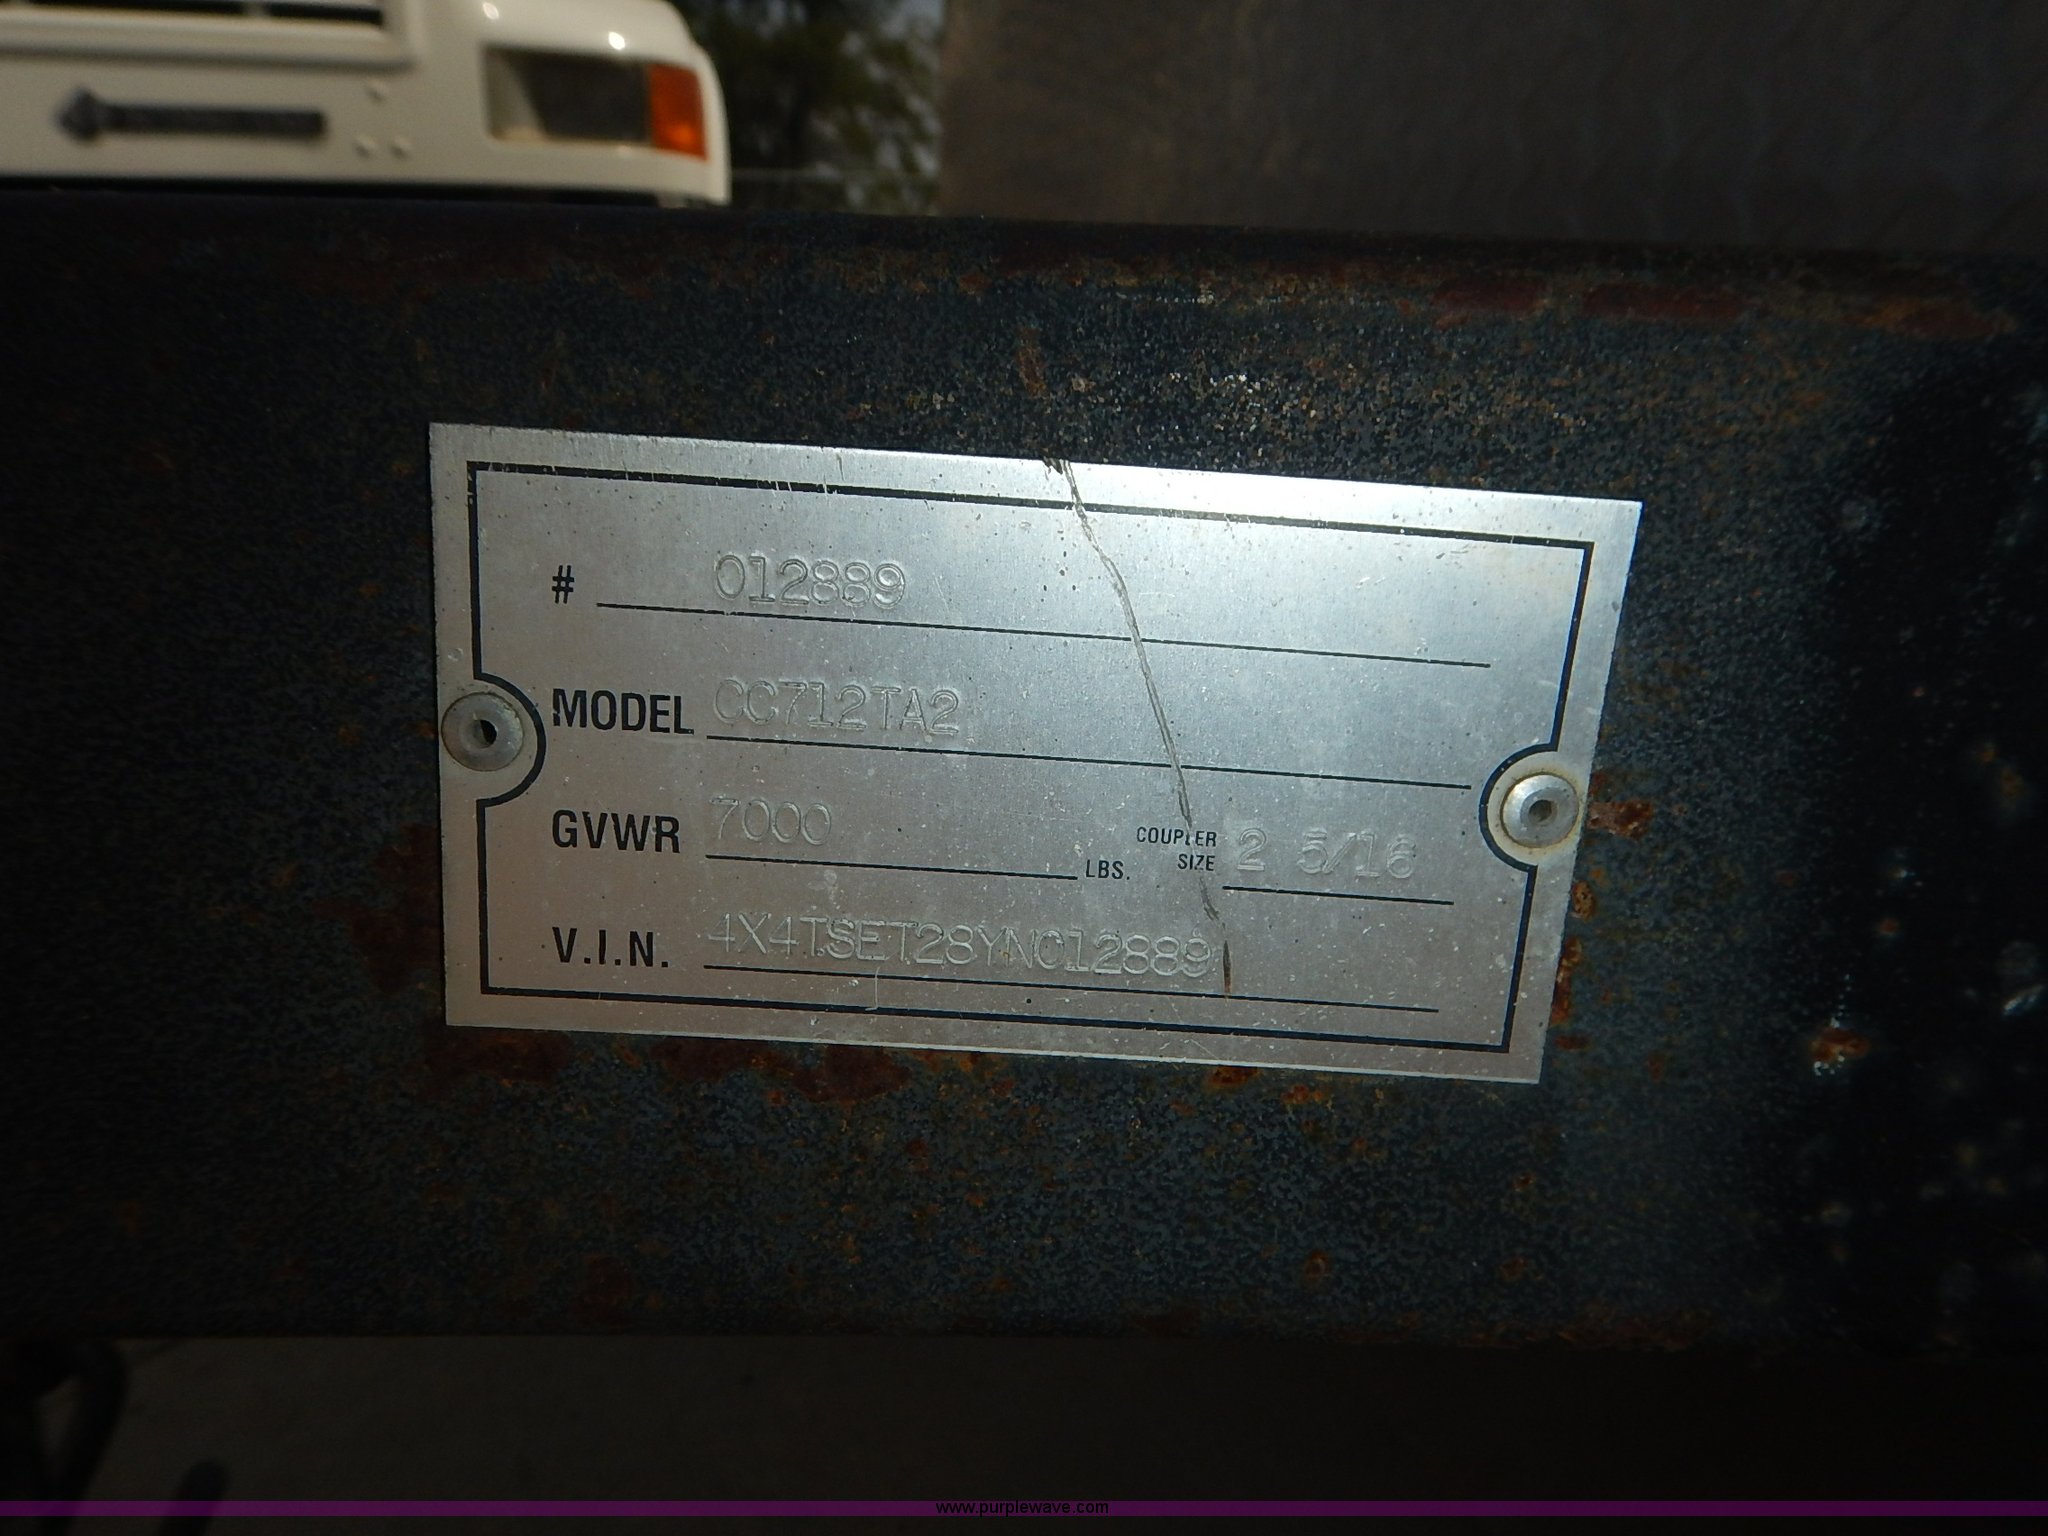 # 012889
MODEL CC712TA2
GVWR 7000 LBS. COUPLER SIZE 2 5/16
V.I.N. 4X4TSET28YN012889
www.purplewave.com